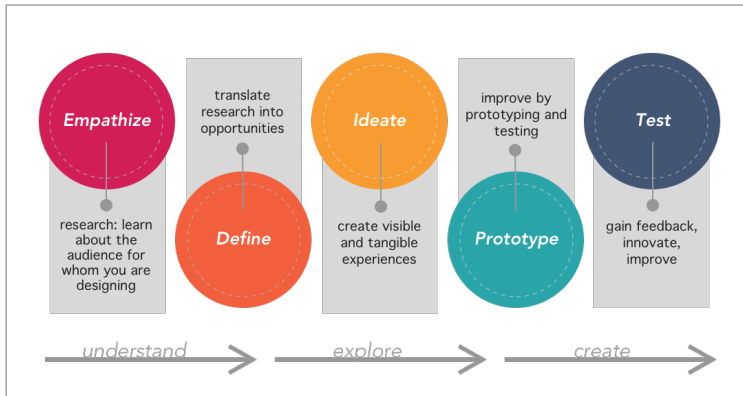 Empathize
research: learn
about the
audience for
whom you are
designing
translate
research into
opportunities
Define
Ideate
create visible
and tangible
experiences
improve by
prototyping and
testing
Prototype
Test
gain feedback,
innovate,
improve
understand
explore
create